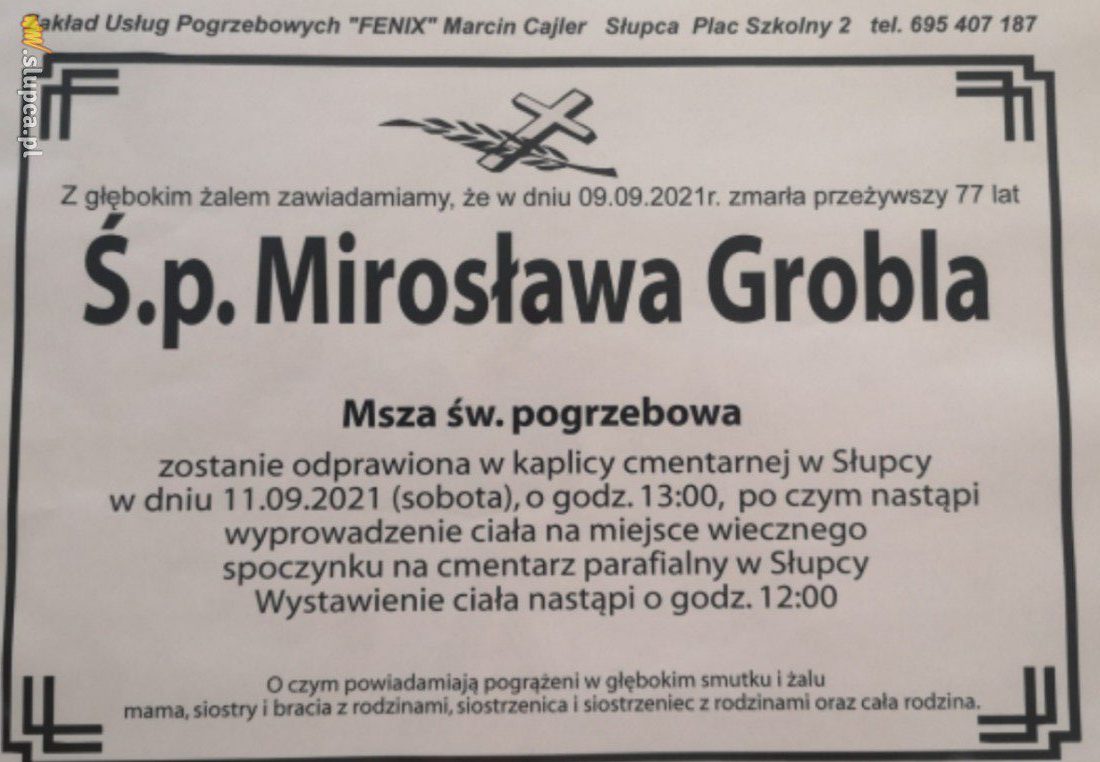 Zakład Usług Pogrzebowych "FENIX" Marcin Cajler Słupca Plac Szkolny 2 tel. 695 407 187
.slupca.pl
Z głębokim żalem zawiadamiamy, że w dniu 09.09.2021r. zmarła przeżywszy 77 lat
Ś.p. Mirosława Grobla
Msza św. pogrzebowa
zostanie odprawiona w kaplicy cmentarnej w Słupcy
w dniu 11.09.2021 (sobota), o godz. 13:00, po czym nastąpi
wyprowadzenie ciała na miejsce wiecznego
spoczynku na cmentarz parafialny w Słupcy
Wystawienie ciała nastąpi o godz. 12:00
O czym powiadamiają pogrążeni w głębokim smutku i żalu
mama, siostry i bracia z rodzinami, siostrzenica i siostrzeniec z rodzinami oraz cała rodzina.